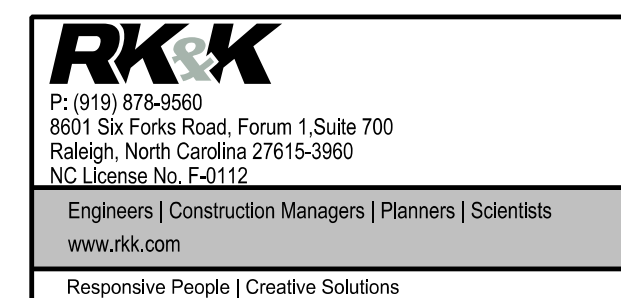 RK&K
P: (919) 878-9560
8601 Six Forks Road, Forum 1,Suite 700
Raleigh, North Carolina 27615-3960
NC License No. F-0112
Engineers | Construction Managers | Planners | Scientists
www.rkk.com
Responsive People | Creative Solutions